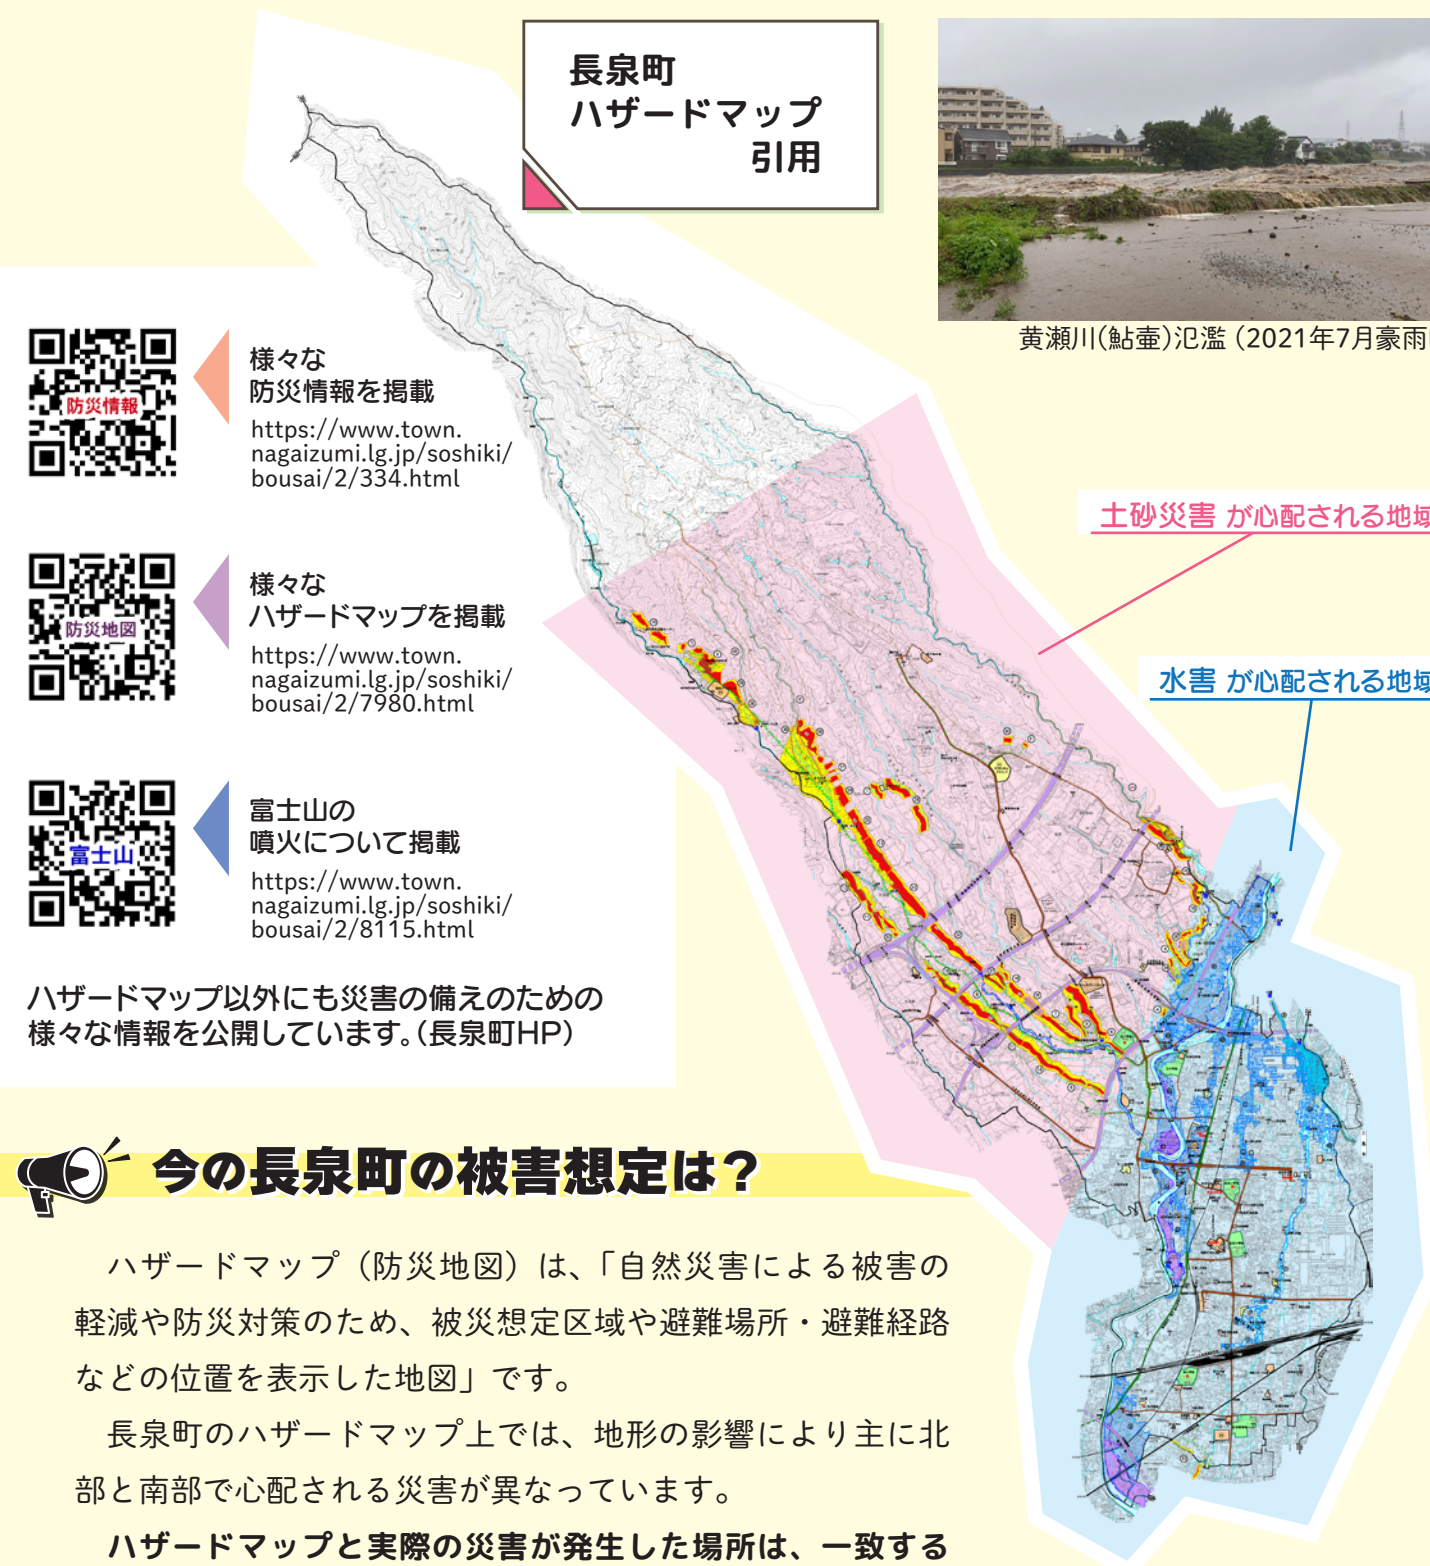 長泉町
ハザードマップ
引用
黄瀬川(鮎壷)氾濫(2021年7月豪雨
防災情報
様々な
防災情報を掲載
https://www.town.
nagaizumi.lg.jp/soshiki/
bousai/2/334.html
土砂災害 が心配される地域
防災地図
様々な
ハザードマップを掲載
https://www.town.
nagaizumi.lg.jp/soshiki/
bousai/2/7980.html
水害 が心配される地域
富士山
富士山の
噴火について掲載
https://www.town.
nagaizumi.lg.jp/soshiki/
bousai/2/8115.html
ハザードマップ以外にも災害の備えのための
様々な情報を公開しています。(長泉町HP)
今の長泉町の被害想定は?
ハザードマップ(防災地図)は、「自然災害による被害の
軽減や防災対策のため、被災想定区域や避難場所・避難経路
などの位置を表示した地図」です。
長泉町のハザードマップ上では、地形の影響により主に北
部と南部で心配される災害が異なっています。
ハザードマップと実際の災害が発生した場所は、一致する